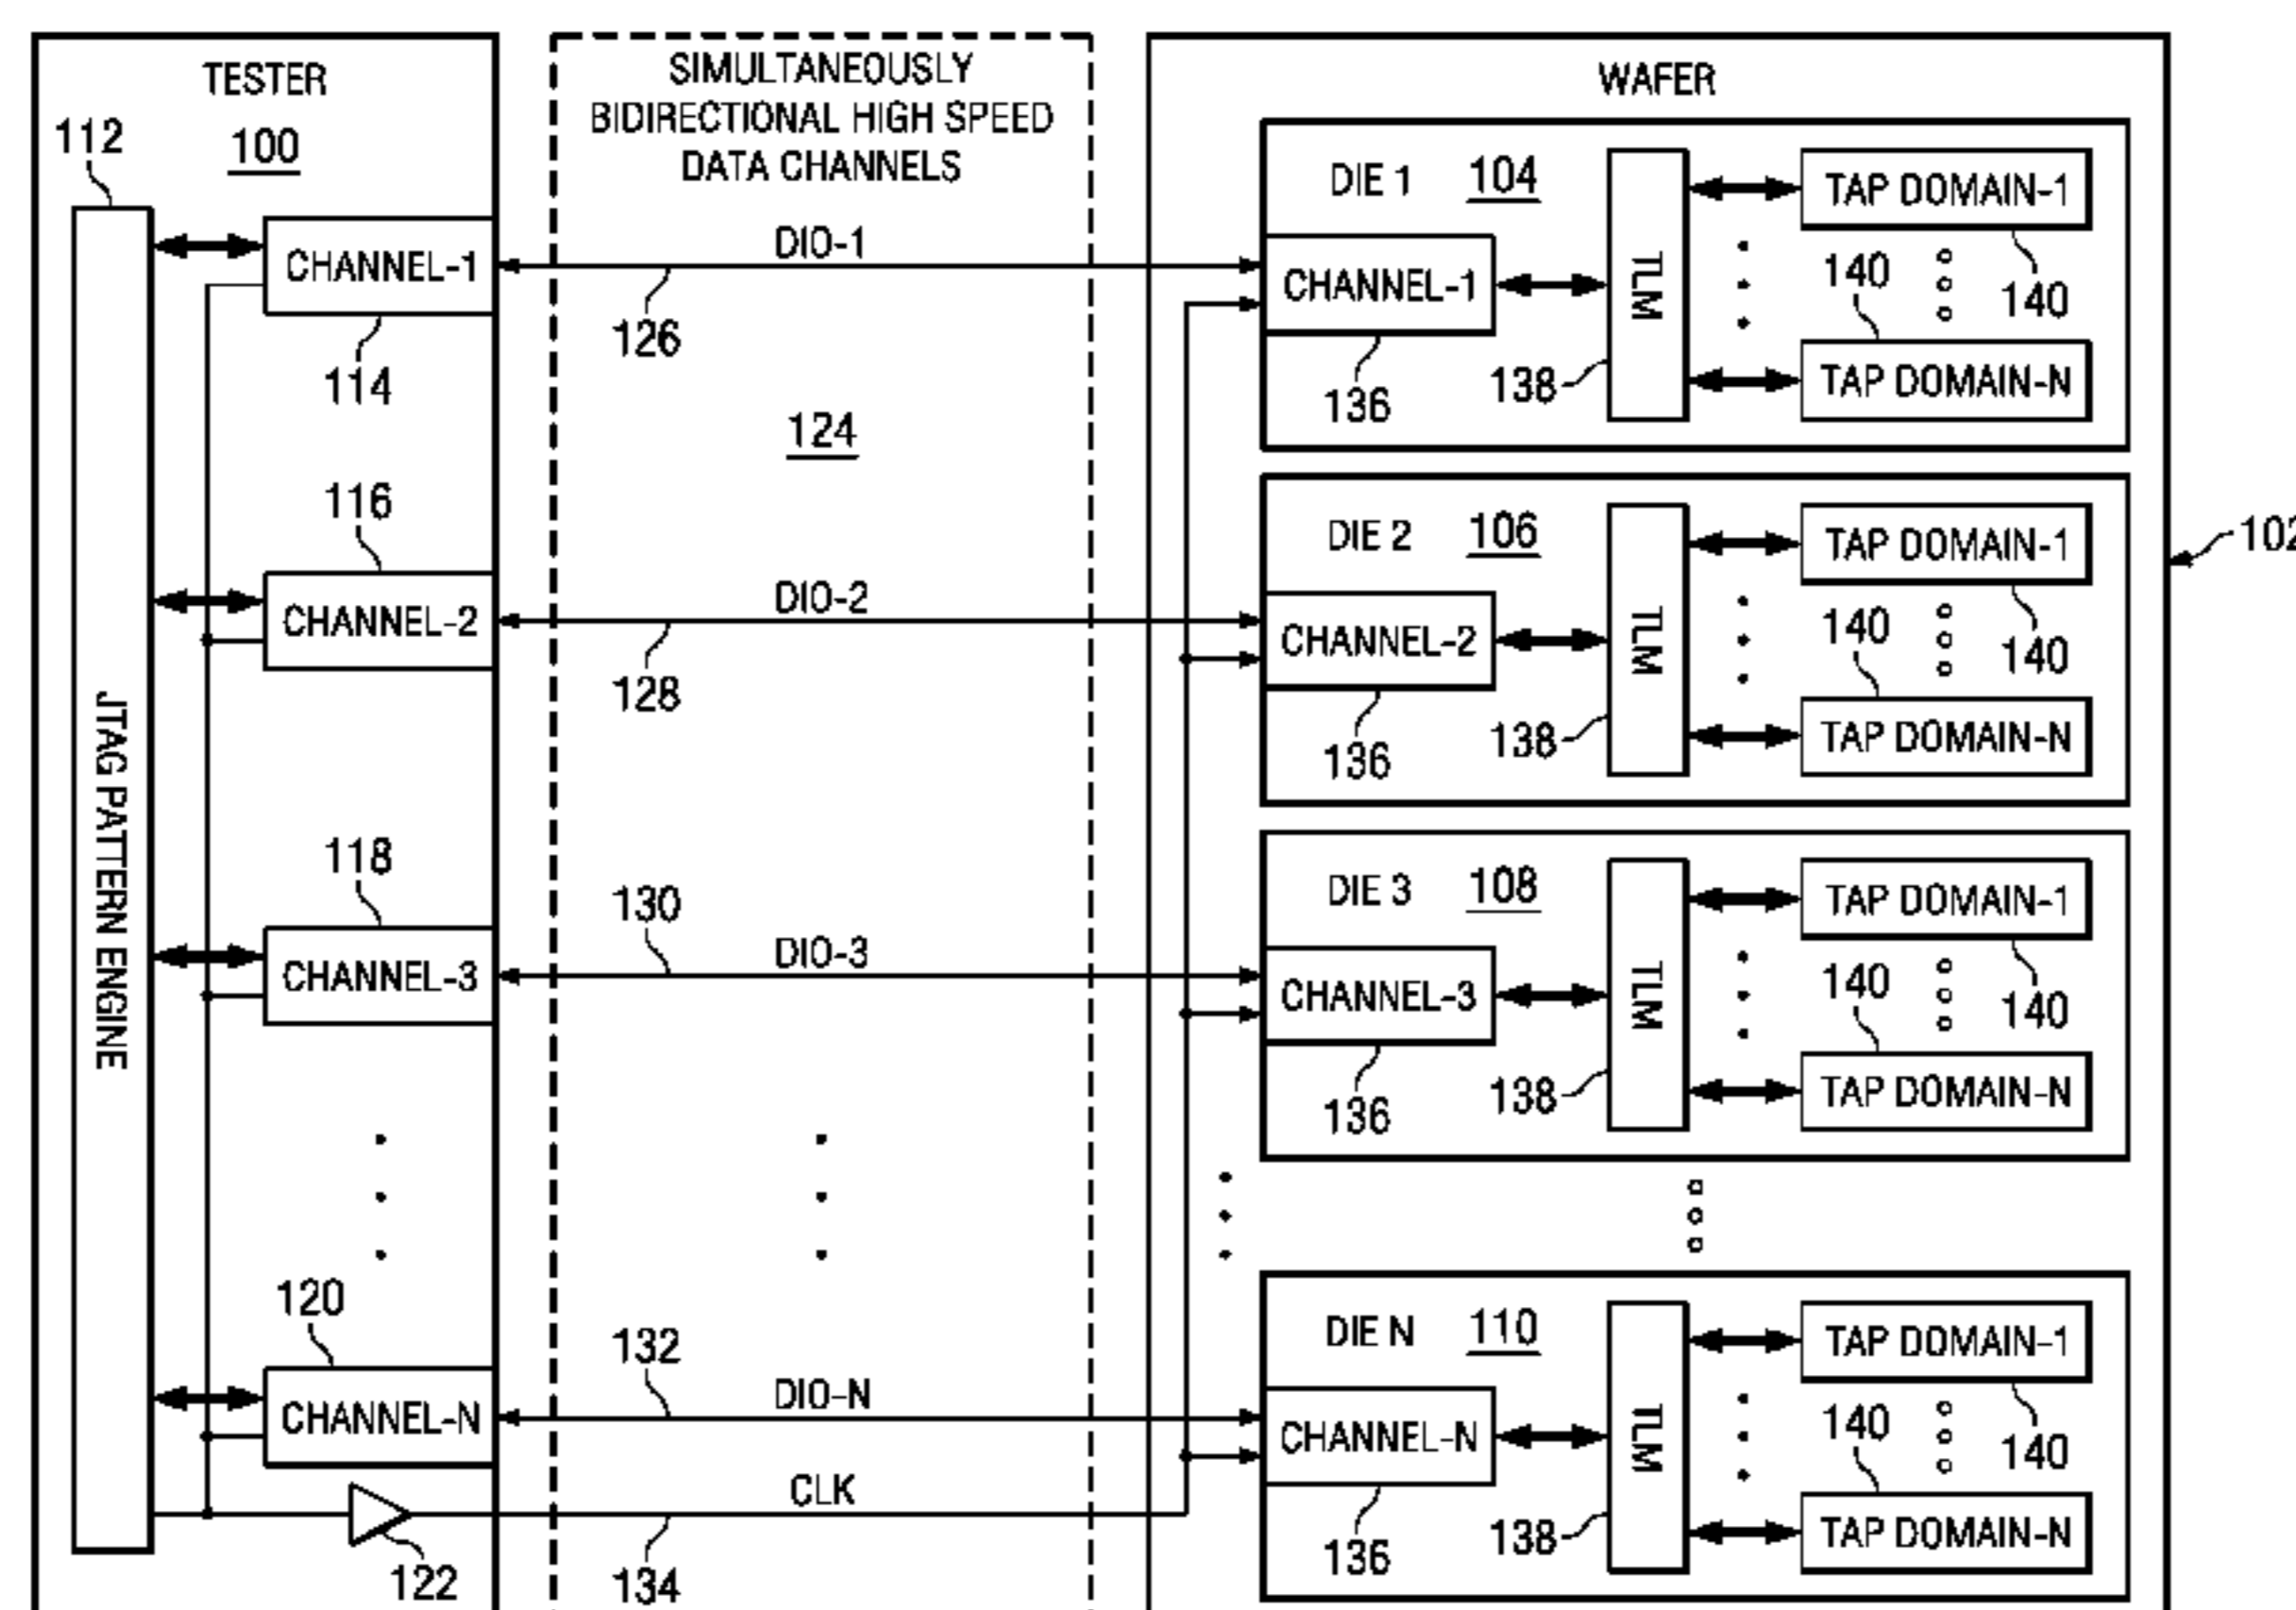 TESTER
100
112
CHANNEL-1
114
116
CHANNEL-2
118
CHANNEL-3
120
CHANNEL-N
122
JTAG PATTERN ENGINE
SIMULTANEOUSLY
BIDIRECTIONAL HIGH SPEED
DATA CHANNELS
DIO-1
126
124
DIO-2
128
130
DIO-3
132
DIO-N
CLK
134
WAFER
DIE 1 104
CHANNEL-1
136
TLM
138
TAP DOMAIN-1
140
140
TAP DOMAIN-N
DIE 2 106
CHANNEL-2
136
TLM
138
TAP DOMAIN-1
140
140
TAP DOMAIN-N
DIE 3 108
CHANNEL-3
136
TLM
138
TAP DOMAIN-1
140
140
TAP DOMAIN-N
DIE N 110
CHANNEL-N
136
TLM
138
TAP DOMAIN-1
140
140
TAP DOMAIN-N
102